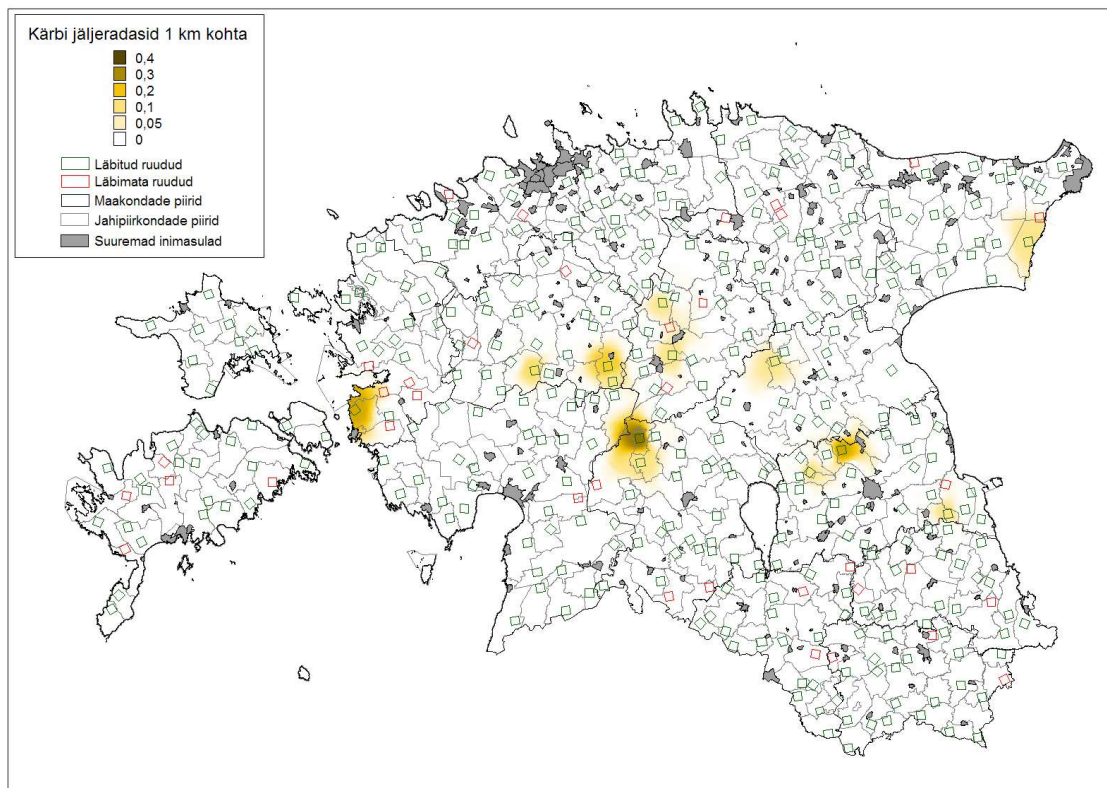 Kärbi jäljeradasid 1 km kohta
0,4
0,3
0,2
0,1
0,05
0
Läbitud ruudud
Läbimata ruudud
Maakondade piirid
Jahipiirkondade piirid
Suuremad inimasulad